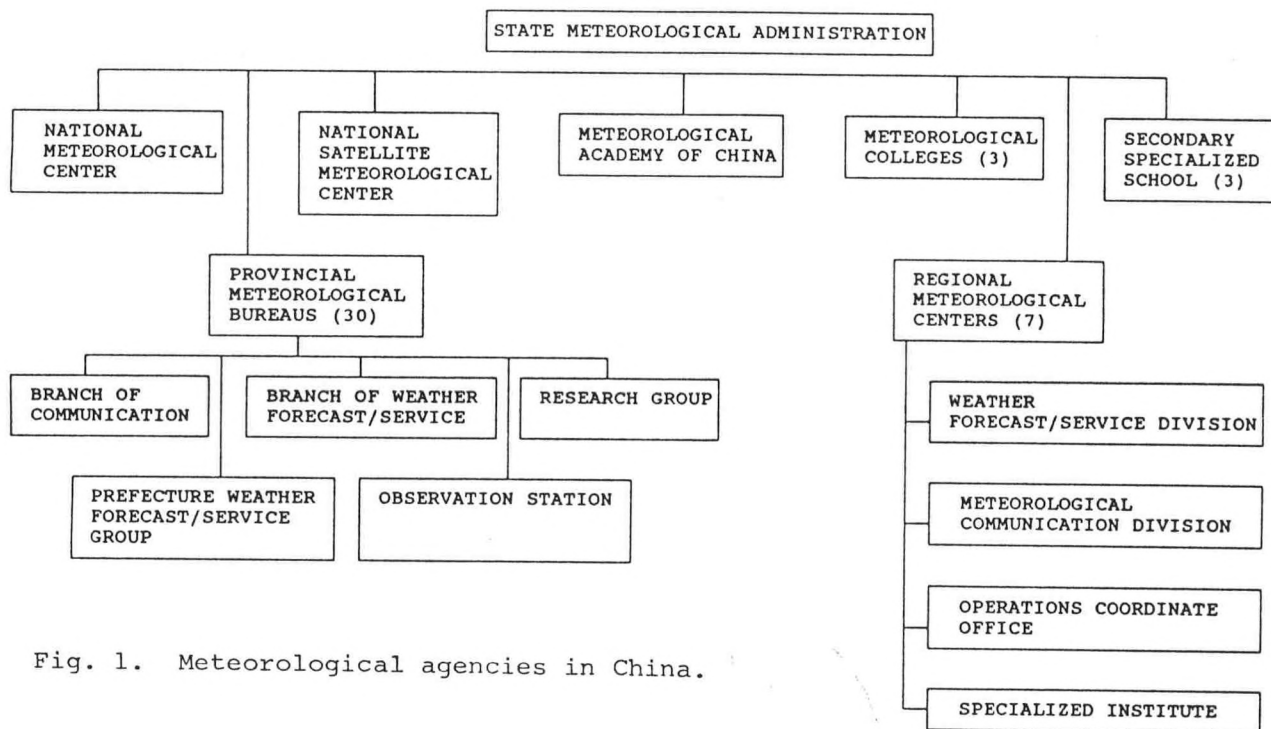 STATE METEOROLOGICAL ADMINISTRATION
NATIONAL
METEOROLOGICAL
CENTER
NATIONAL
SATELLITE
METEOROLOGICAL
CENTER
METEOROLOGICAL
ACADEMY OF CHINA
METEOROLOGICAL
COLLEGES (3)
SECONDARY
SPECIALIZED
SCHOOL (3)
PROVINCIAL
METEOROLOGICAL
BUREAUS (30)
REGIONAL
METEOROLOGICAL
CENTERS (7)
BRANCH OF
COMMUNICATION
BRANCH OF WEATHER
FORECAST/SERVICE
RESEARCH GROUP
PREFECTURE WEATHER
FORECAST/SERVICE
GROUP
OBSERVATION STATION
WEATHER
FORECAST/SERVICE DIVISION
METEOROLOGICAL
COMMUNICATION DIVISION
OPERATIONS COORDINATE
OFFICE
SPECIALIZED INSTITUTE
Fig. 1. Meteorological agencies in China.